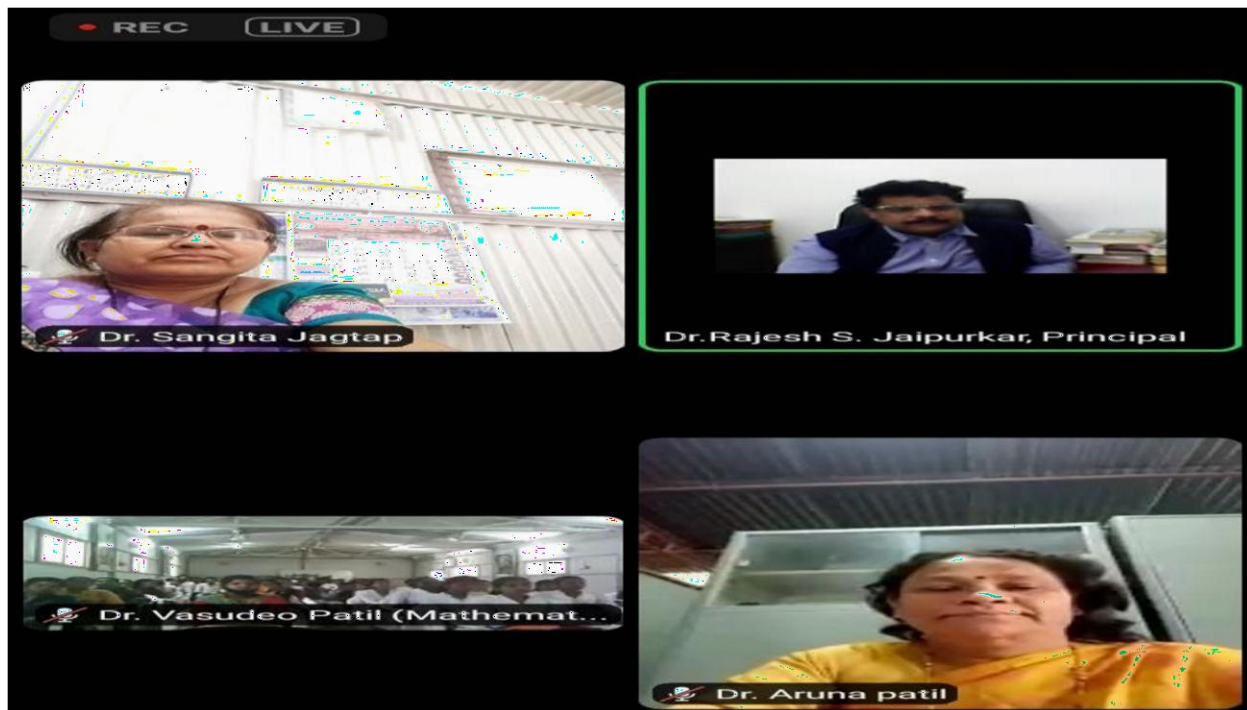 REC
LIVE
Dr. Sangita Jagtap
Dr.Rajesh S. Jaipurkar, Principal
Dr. Vasudeo Patil (Mathemat...
Dr. Aruna patil